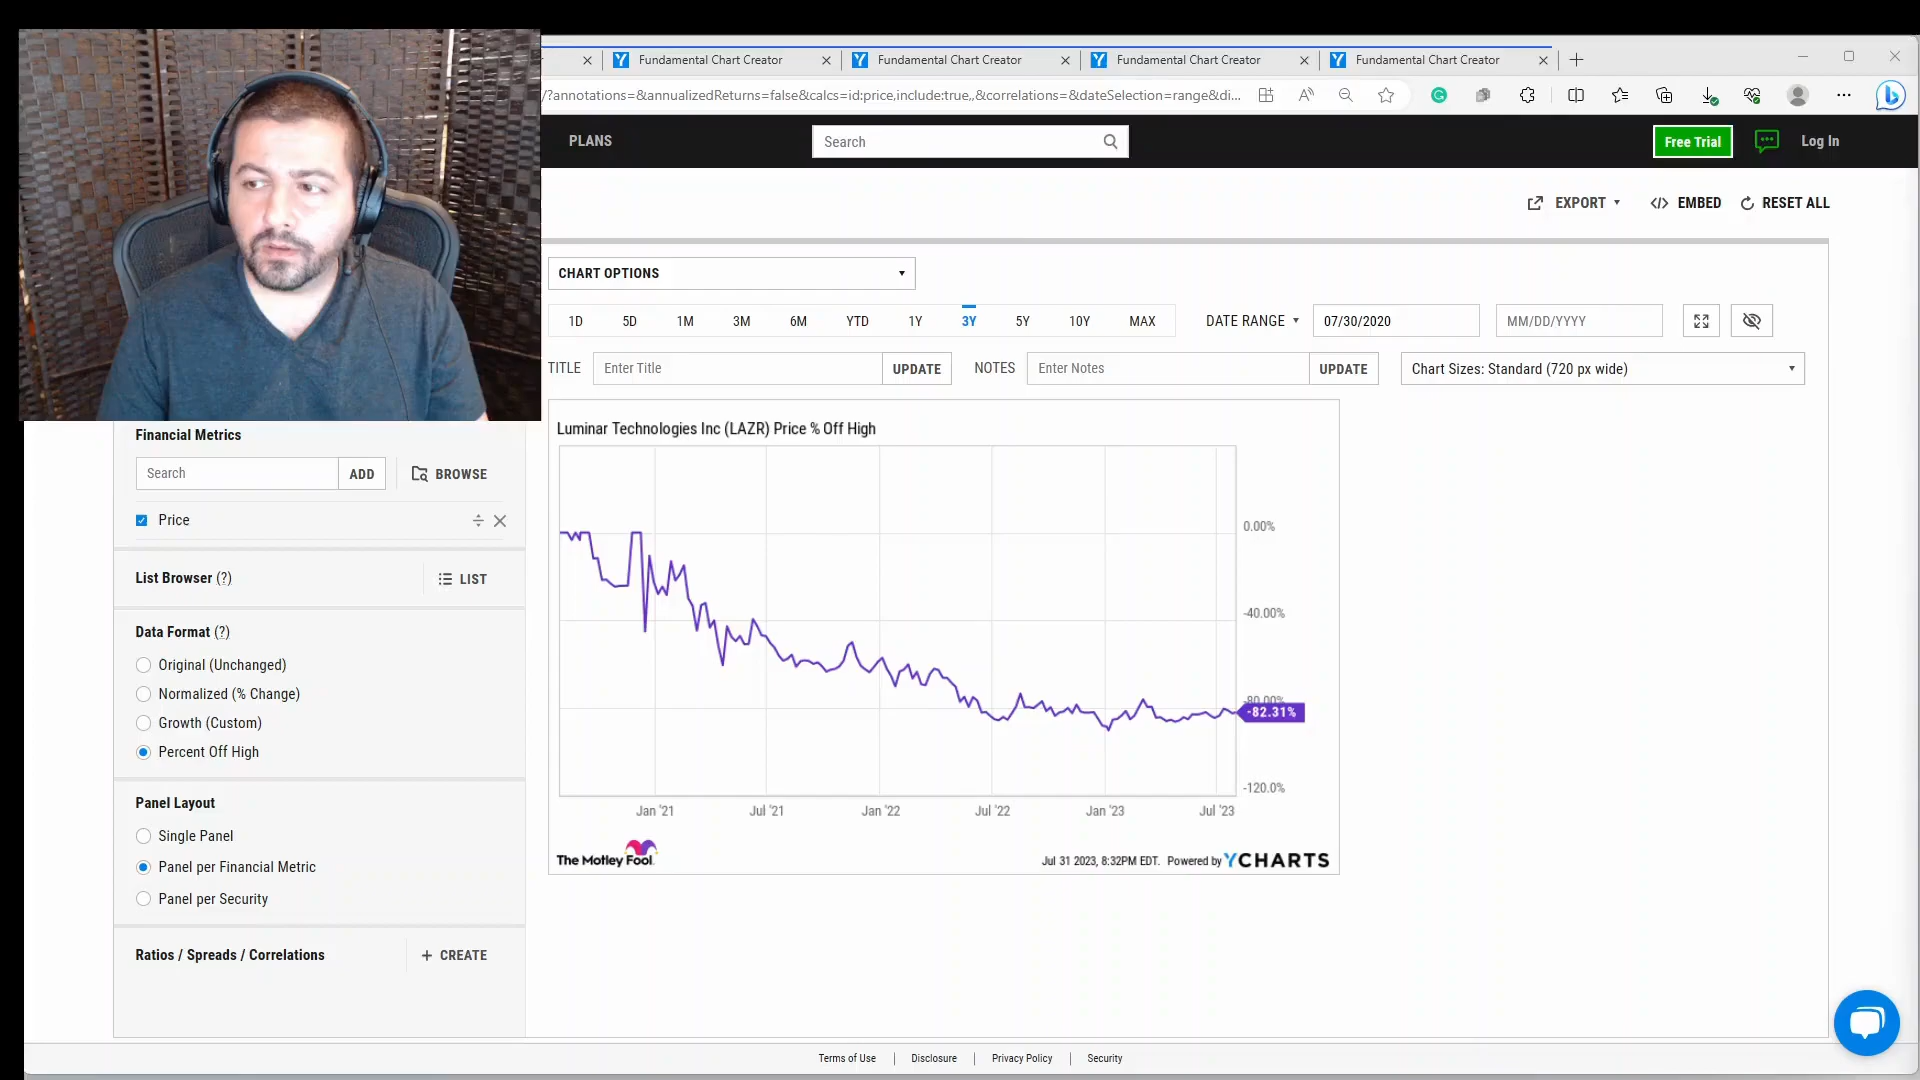 Fundamental Chart Creator
Fundamental Chart Creator
Fundamental Chart Creator
Fundamental Chart Creator
/?annotations=&annualizedReturns=false&calcs=id:price,include:true,,&correlations=&dateSelection=range&di...
PLANS
Search
Free Trial
Log In
EXPORT
EMBED
RESET ALL
CHART OPTIONS
1D 5D 1M 3M 6M YTD 1Y 3Y 5Y 10Y MAX
DATE RANGE
07/30/2020
MM/DD/YYYY
TITLE
Enter Title
UPDATE
NOTES
Enter Notes
UPDATE
Chart Sizes: Standard (720 px wide)
Financial Metrics
Search
ADD
BROWSE
Price
List Browser (?)
LIST
Data Format (?)
Original (Unchanged)
Normalized (% Change)
Growth (Custom)
Percent Off High
Panel Layout
Single Panel
Panel per Financial Metric
Panel per Security
Ratios / Spreads / Correlations
+ CREATE
Luminar Technologies Inc (LAZR) Price % Off High
0.00%
-40.00%
-80.00%
-82.31%
-120.0%
Jan '21
Jul '21
Jan '22
Jul '22
Jan '23
Jul '23
The Motley Fool
Jul 31 2023, 8:32PM EDT. Powered by YCHARTS
Terms of Use | Disclosure | Privacy Policy | Security